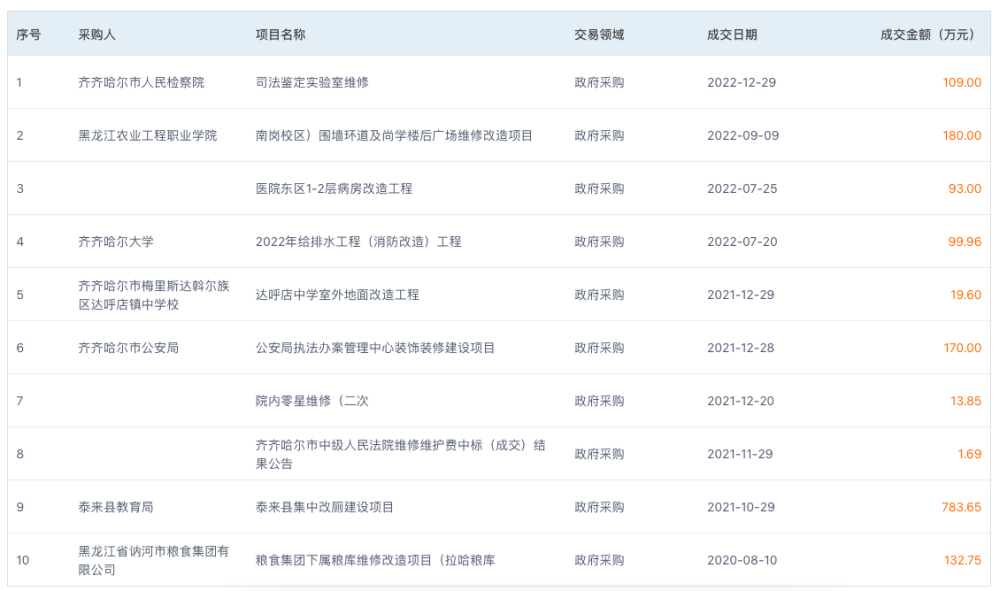 序号 采购人 项目名称 交易领域 成交日期 成交金额（万元）
1 齐齐哈尔市人民检察院 司法鉴定实验室维修 政府采购 2022-12-29 109.00
2 黑龙江农业工程职业学院 南岗校区）围墙环道及尚学楼后广场维修改造项目 政府采购 2022-09-09 180.00
3 医院东区1-2层病房改造工程 政府采购 2022-07-25 93.00
4 齐齐哈尔大学 2022年给排水工程（消防改造）工程 政府采购 2022-07-20 99.96
5 齐齐哈尔市梅里斯达斡尔族
区达呼店镇中学校 达呼店中学室外地面改造工程 政府采购 2021-12-29 19.60
6 齐齐哈尔市公安局 公安局执法办案管理中心装饰装修建设项目 政府采购 2021-12-28 170.00
7 院内零星维修（二次 政府采购 2021-12-20 13.85
8 齐齐哈尔市中级人民法院维修维护费中标（成交）结
果公告 政府采购 2021-11-29 1.69
9 泰来县教育局 泰来县集中改厕建设项目 政府采购 2021-10-29 783.65
10 黑龙江省讷河市粮食集团有
限公司 粮食集团下属粮库维修改造项目（拉哈粮库 政府采购 2020-08-10 132.75